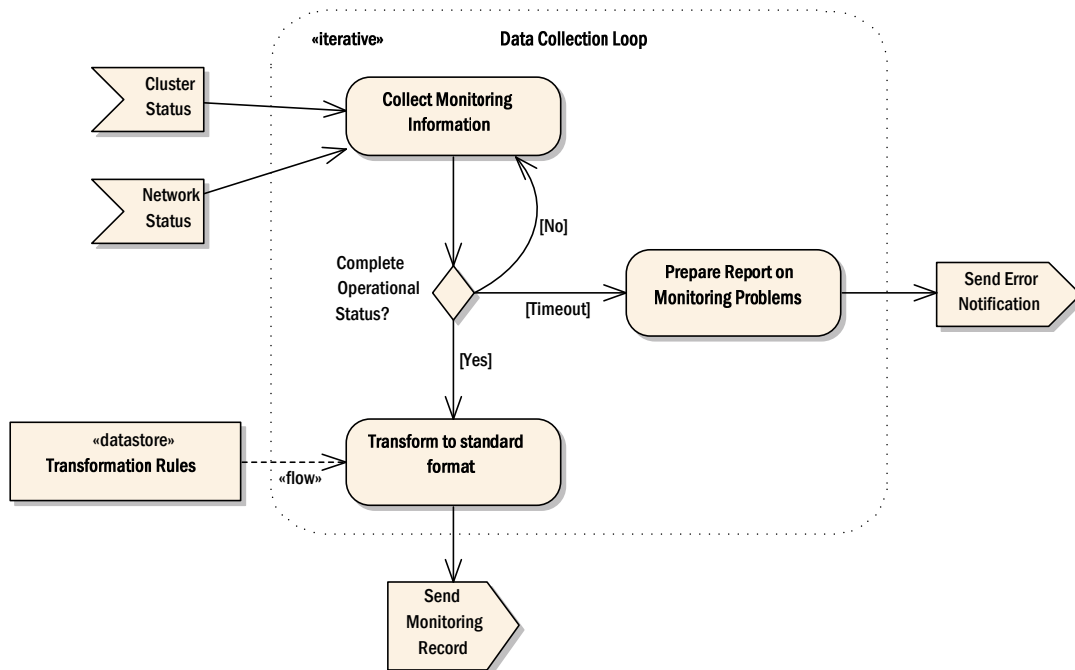 «iterative»
Data Collection Loop
Cluster
Status
Collect Monitoring
Information
Network
Status
[No]
Complete
Operational
Status?
[Timeout]
Prepare Report on
Monitoring Problems
Send Error
Notification
[Yes]
«datastore»
Transformation Rules
«flow»
Transform to standard
format
Send
Monitoring
Record